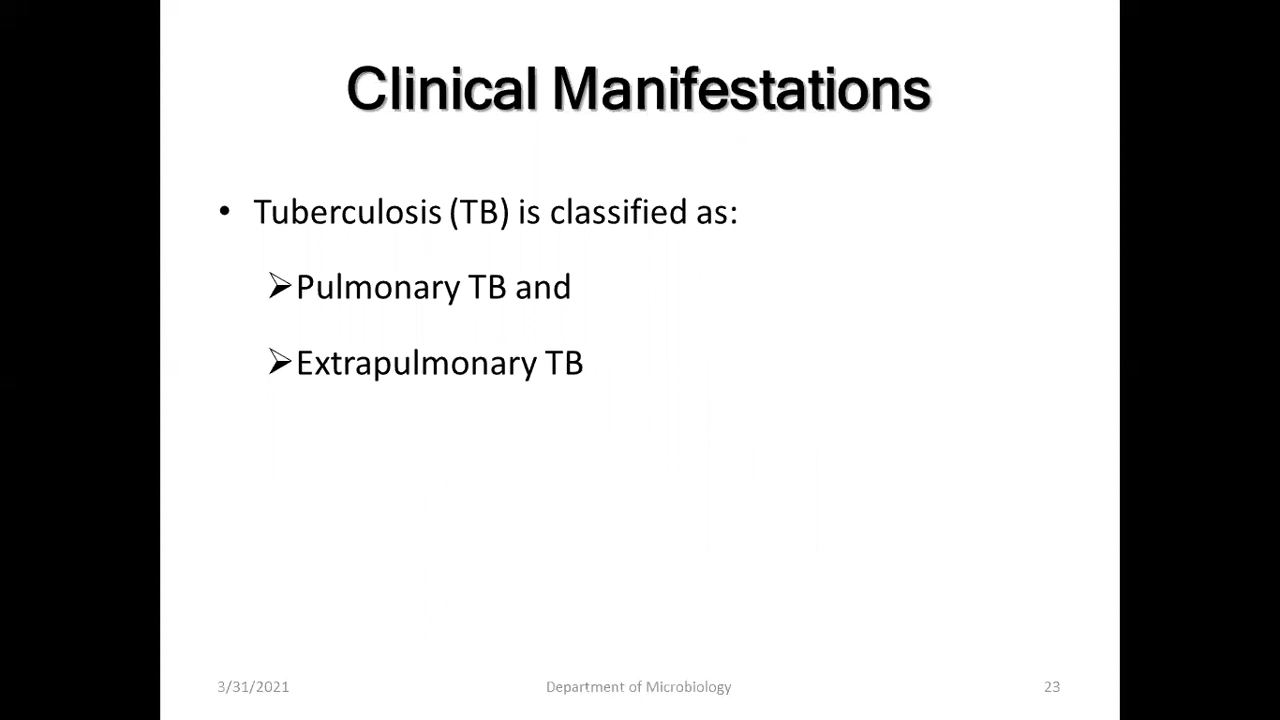 Clinical Manifestations
• Tuberculosis (TB) is classified as:
➢Pulmonary TB and
➢Extrapulmonary TB
3/31/2021 Department of Microbiology 23